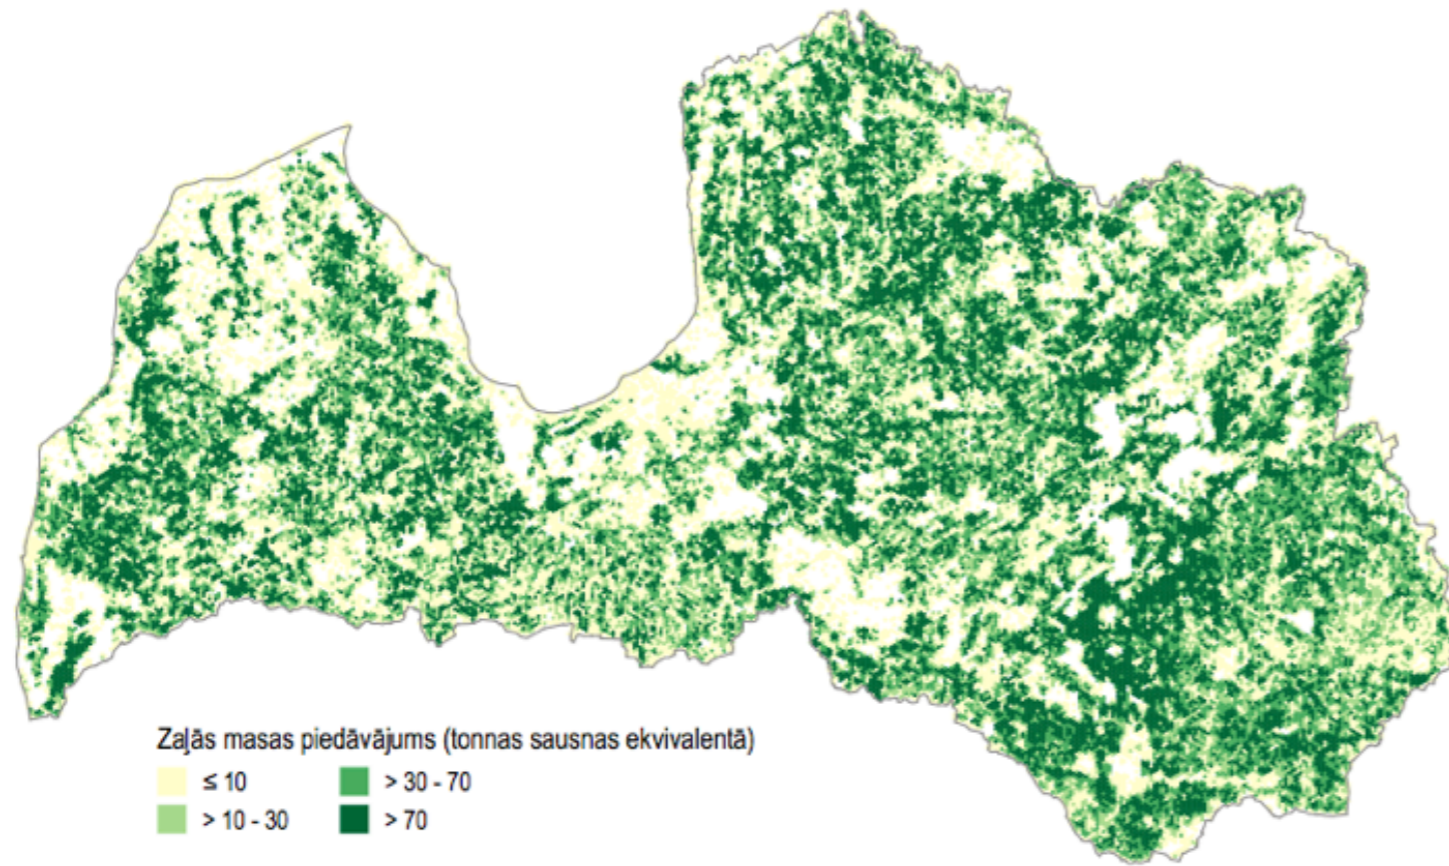 Zaļās masas piedāvājums (tonnas sausnas ekvivalentā)
≤ 10
> 30 - 70
> 10 - 30
> 70